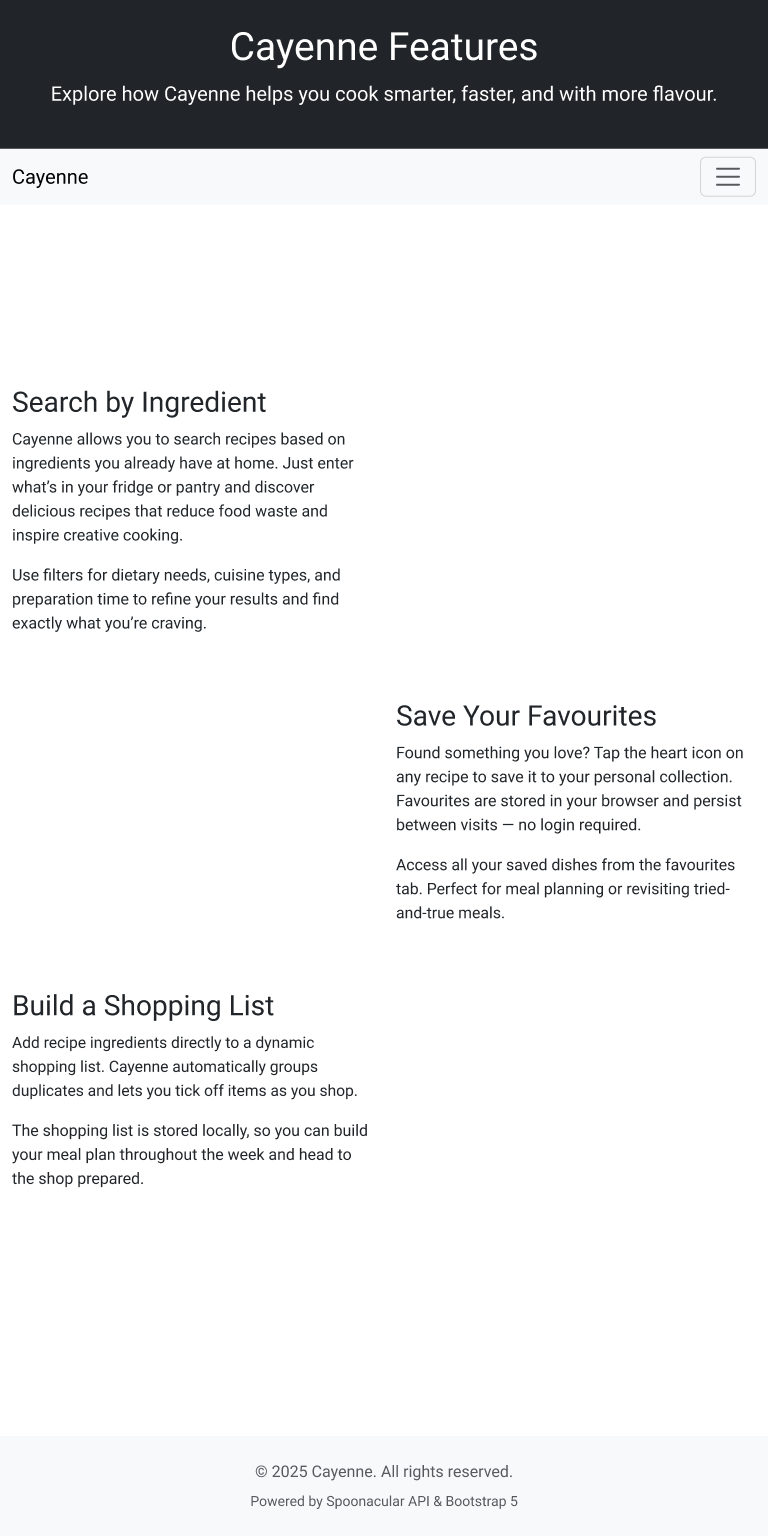 Cayenne Features
Explore how Cayenne helps you cook smarter, faster, and with more flavour.
Cayenne
Search by Ingredient
Cayenne allows you to search recipes based on
ingredients you already have at home. Just enter
what’s in your fridge or pantry and discover
delicious recipes that reduce food waste and
inspire creative cooking.
Use filters for dietary needs, cuisine types, and
preparation time to refine your results and find
exactly what you’re craving.
Save Your Favourites
Found something you love? Tap the heart icon on
any recipe to save it to your personal collection.
Favourites are stored in your browser and persist
between visits — no login required.
Access all your saved dishes from the favourites
tab. Perfect for meal planning or revisiting tried-
and-true meals.
Build a Shopping List
Add recipe ingredients directly to a dynamic
shopping list. Cayenne automatically groups
duplicates and lets you tick off items as you shop.
The shopping list is stored locally, so you can build
your meal plan throughout the week and head to
the shop prepared.
© 2025 Cayenne. All rights reserved.
Powered by Spoonacular API & Bootstrap 5